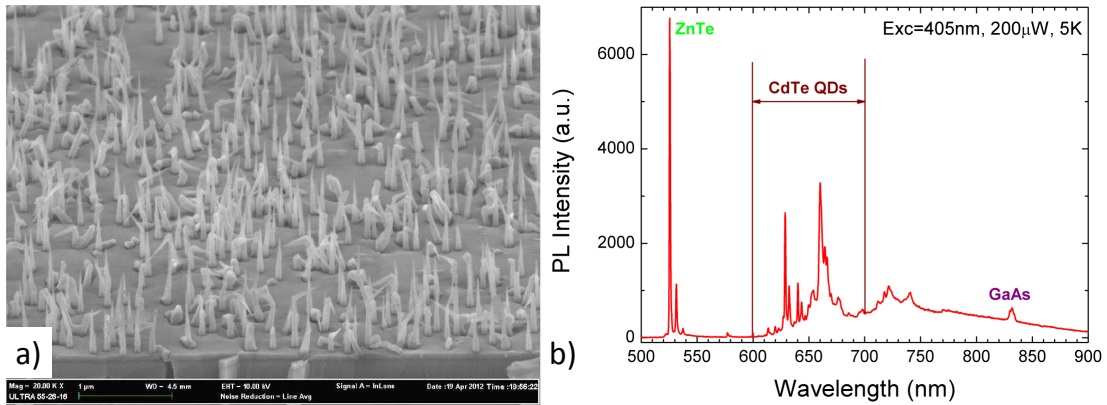 a)
Mag = 20.00 K X 1 µm WD = 4.5 mm EHT = 10.00 kV Signal A = InLens Date :19 Apr 2012 Time :19:56:22
ULTRA 55-26-16 Noise Reduction = Line Avg
b)
ZnTe
Exc=405nm, 200µW, 5K
CdTe QDs
GaAs
PL Intensity (a.u.)
6000
4000
2000
0
500 550 600 650 700 750 800 850 900
Wavelength (nm)